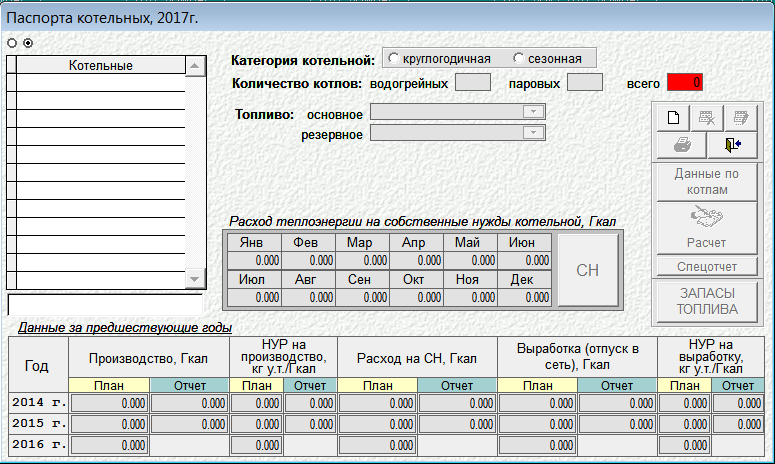 Паспорта котельных, 2017г.
Котельные
Категория котельной: круглогодичная сезонная
Количество котлов: водогрейных паровых всего 0
Топливо: основное
резервное
Данные по котлам
Расчет
Спецотчет
ЗАПАСЫ ТОПЛИВА
Расход теплоэнергии на собственные нужды котельной, Гкал
Янв Фев Мар Апр Май Июн
0.000 0.000 0.000 0.000 0.000 0.000
Июл Авг Сен Окт Ноя Дек
0.000 0.000 0.000 0.000 0.000 0.000
СН
Данные за предшествующие годы
Год Производство, Гкал НУР на производство, кг у.т./Гкал Расход на СН, Гкал Выработка (отпуск в сеть), Гкал НУР на выработку, кг у.т./Гкал
План Отчет План Отчет План Отчет План Отчет План Отчет
2014 г. 0.000 0.000 0.000 0.000 0.000 0.000 0.000 0.000 0.000 0.000
2015 г. 0.000 0.000 0.000 0.000 0.000 0.000 0.000 0.000 0.000 0.000
2016 г. 0.000 0.000 0.000 0.000 0.000